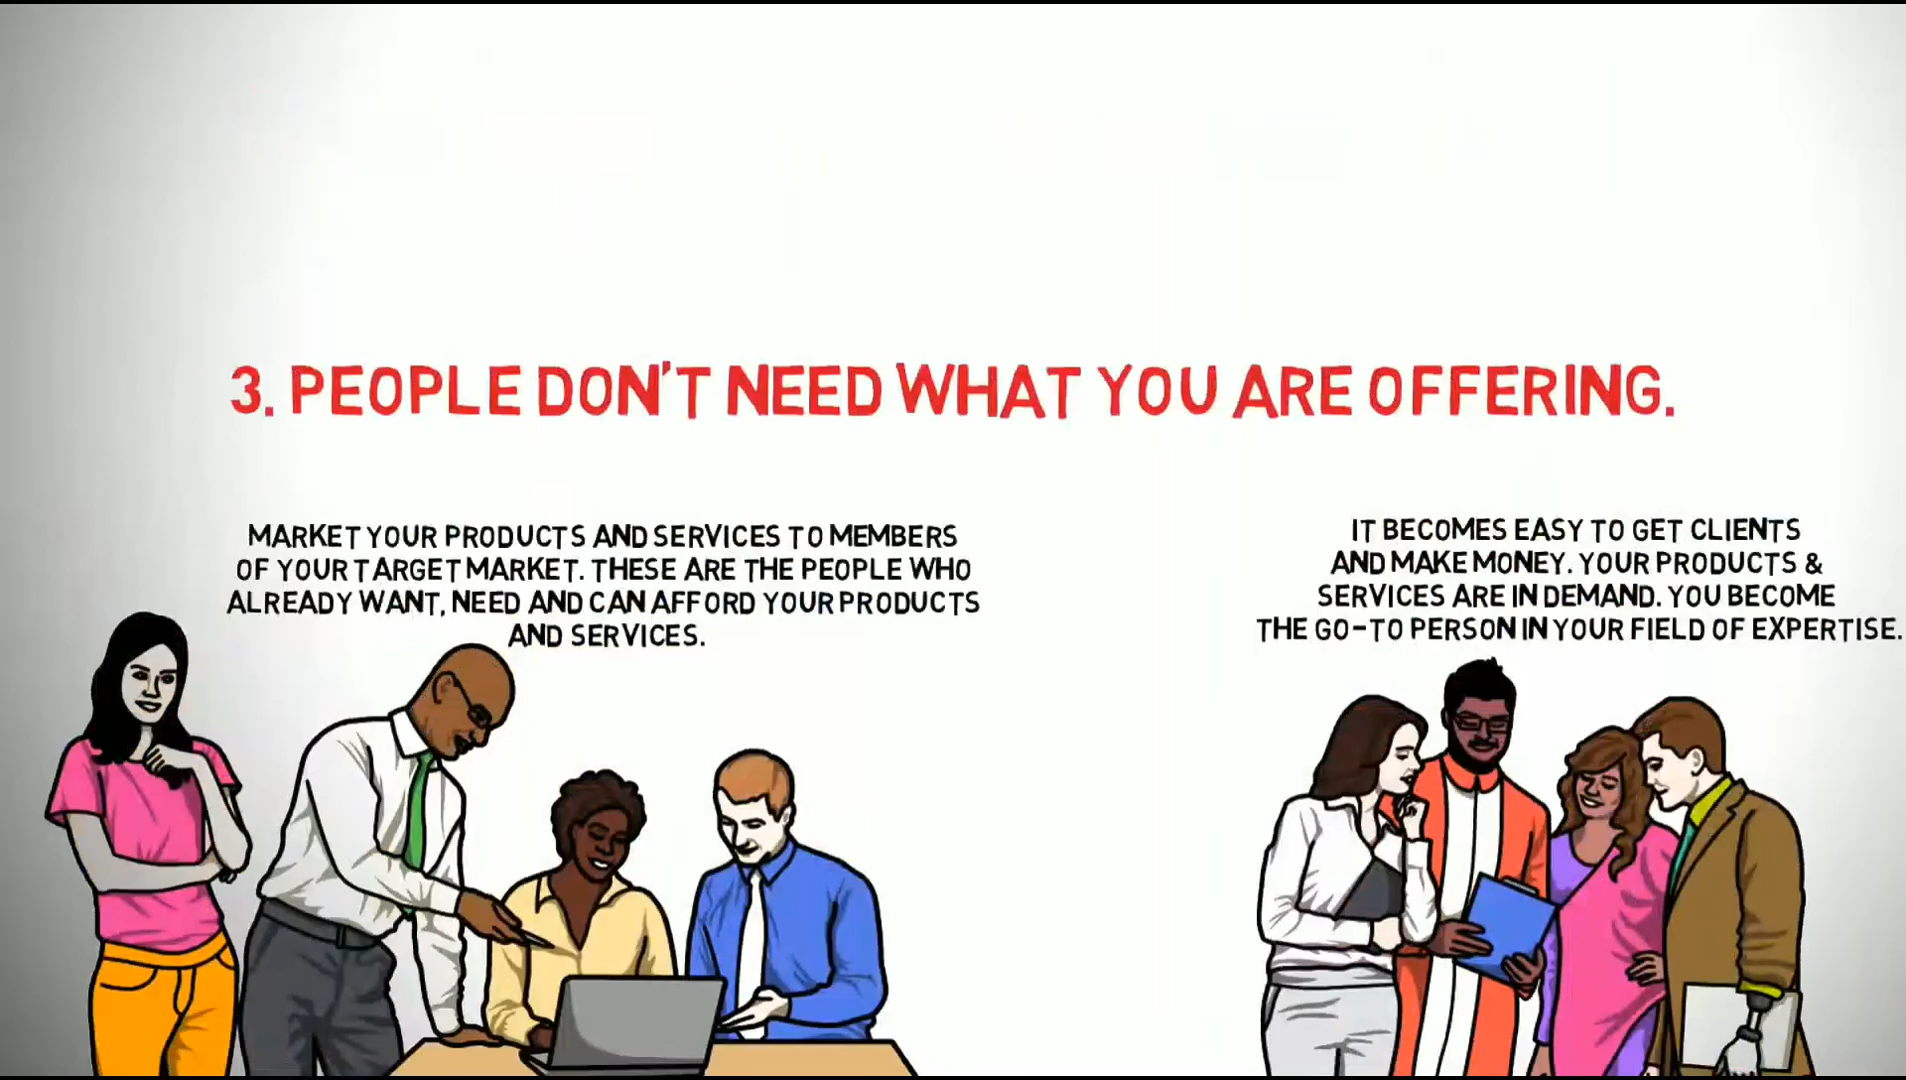 3. PEOPLE DON'T NEED WHAT YOU ARE OFFERING.
MARKET YOUR PRODUCTS AND SERVICES TO MEMBERS
OF YOUR TARGET MARKET. THESE ARE THE PEOPLE WHO
ALREADY WANT, NEED AND CAN AFFORD YOUR PRODUCTS
AND SERVICES.
IT BECOMES EASY TO GET CLIENTS
AND MAKE MONEY. YOUR PRODUCTS &
SERVICES ARE IN DEMAND. YOU BECOME
THE GO-TO PERSON IN YOUR FIELD OF EXPERTISE.